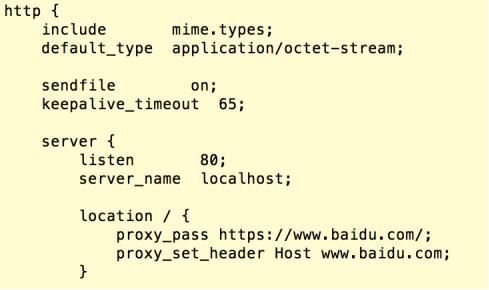 http {
    include       mime.types;
    default_type  application/octet-stream;

    sendfile        on;
    keepalive_timeout  65;

    server {
        listen       80;
        server_name  localhost;

        location / {
            proxy_pass https://www.baidu.com/;
            proxy_set_header Host www.baidu.com;
        }